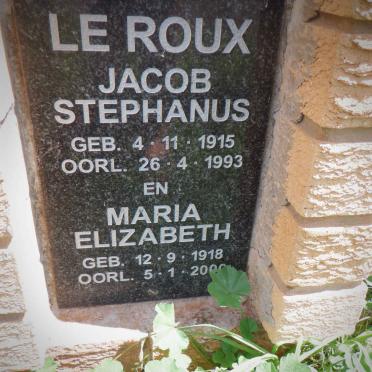 LE ROUX
JACOB
STEPHANUS
GEB. 4 · 11 · 1915
OORL. 26 · 4 · 1993
EN
MARIA
ELIZABETH
GEB. 12 · 9 · 1918
OORL. 5 · 1 ·